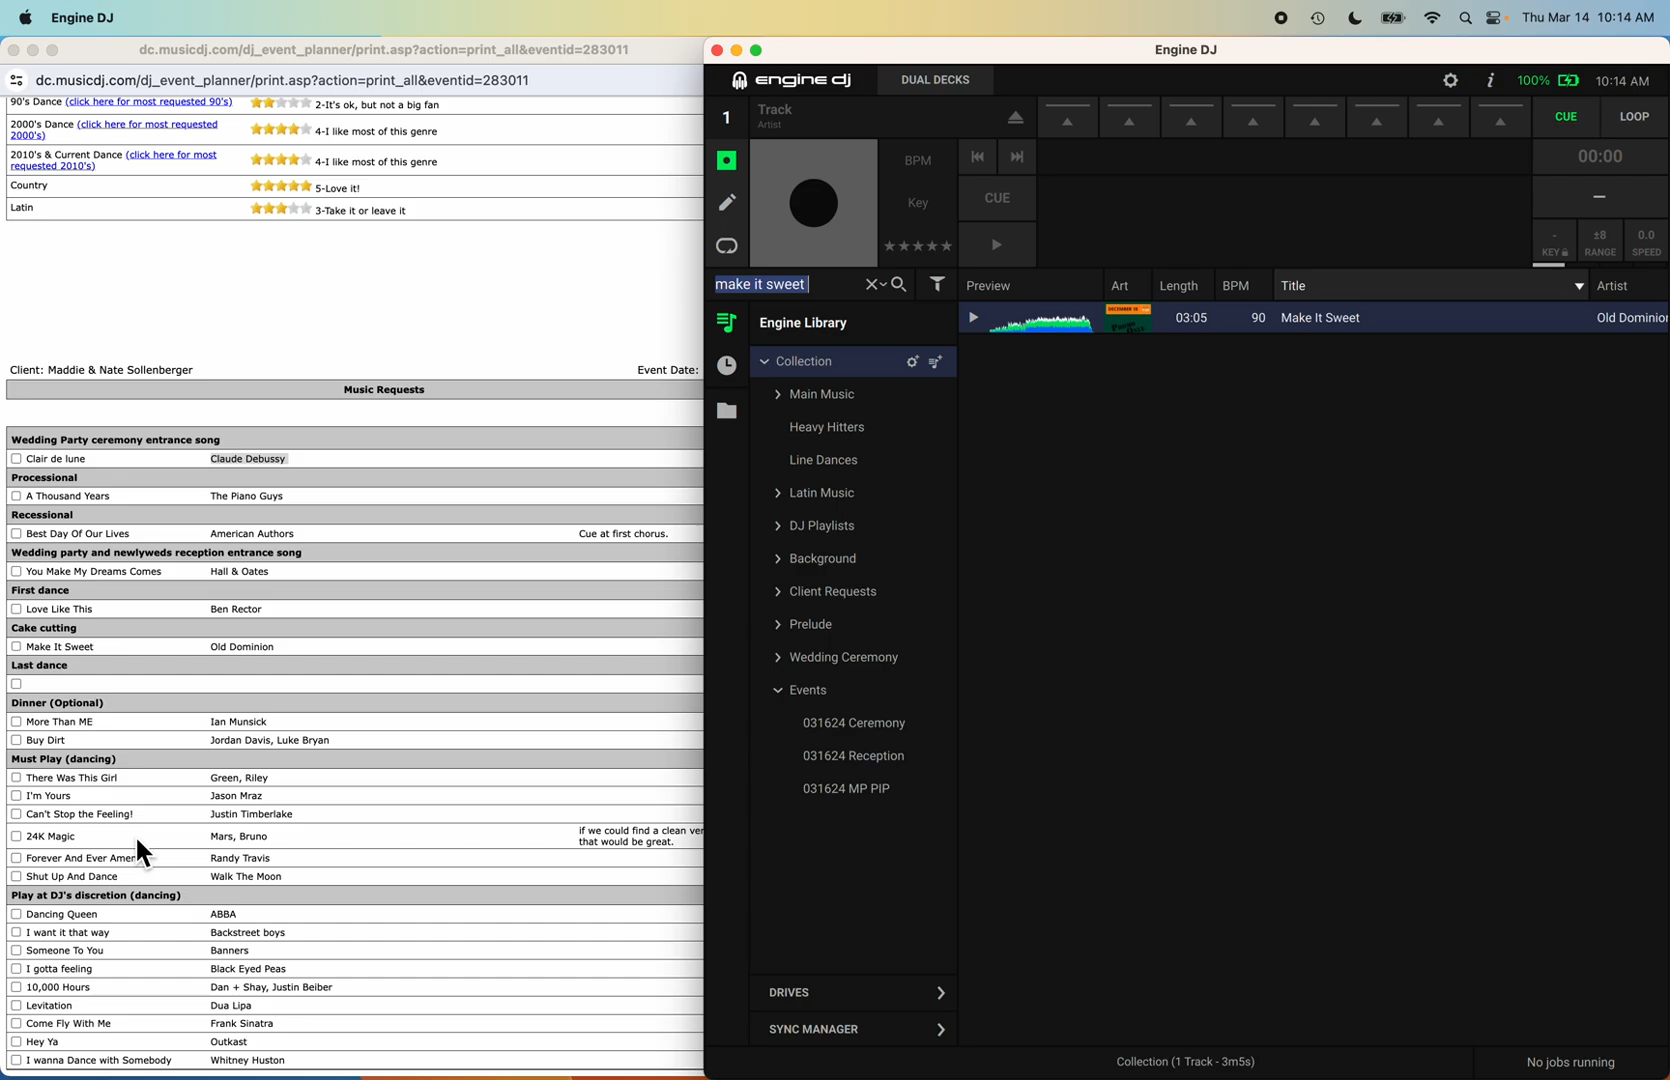 Engine DJ
Thu Mar 14 10:14 AM
dc.musicdj.com/dj_event_planner/print.asp?action=print_all&eventid=283011
dc.musicdj.com/dj_event_planner/print.asp?action=print_all&eventid=283011
90's Dance (click here for most requested 90's) 2-It's ok, but not a big fan
2000's Dance (click here for most requested
2000's) 4-I like most of this genre
2010's & Current Dance (click here for most
requested 2010's) 4-I like most of this genre
Country 5-Love it!
Latin 3-Take it or leave it
Client: Maddie & Nate Sollenberger Event Date:
Music Requests
Wedding Party ceremony entrance song
Clair de lune Claude Debussy
Processional
A Thousand Years The Piano Guys
Recessional
Best Day Of Our Lives American Authors Cue at first chorus.
Wedding party and newlyweds reception entrance song
You Make My Dreams Comes Hall & Oates
First dance
Love Like This Ben Rector
Cake cutting
Make It Sweet Old Dominion
Last dance
Dinner (Optional)
More Than ME Ian Munsick
Buy Dirt Jordan Davis, Luke Bryan
Must Play (dancing)
There Was This Girl Green, Riley
I'm Yours Jason Mraz
Can't Stop the Feeling! Justin Timberlake
24K Magic Mars, Bruno if we could find a clean ver
that would be great.
Forever And Ever Amen Randy Travis
Shut Up And Dance Walk The Moon
Play at DJ's discretion (dancing)
Dancing Queen ABBA
I want it that way Backstreet boys
Someone To You Banners
I gotta feeling Black Eyed Peas
10,000 Hours Dan + Shay, Justin Beiber
Levitation Dua Lipa
Come Fly With Me Frank Sinatra
Hey Ya Outkast
I wanna Dance with Somebody Whitney Huston
Engine DJ
engine dj DUAL DECKS i 100% 10:14 AM
1 Track
Artist
CUE LOOP
BPM 00:00
Key CUE –
- KEY ±8 RANGE 0.0 SPEED
make it sweet
Preview Art Length BPM Title Artist
DECEMBER 18
03:05 90 Make It Sweet Old Dominion
Engine Library
Collection
Main Music
Heavy Hitters
Line Dances
Latin Music
DJ Playlists
Background
Client Requests
Prelude
Wedding Ceremony
Events
031624 Ceremony
031624 Reception
031624 MP PIP
DRIVES
SYNC MANAGER
Collection (1 Track - 3m5s) No jobs running